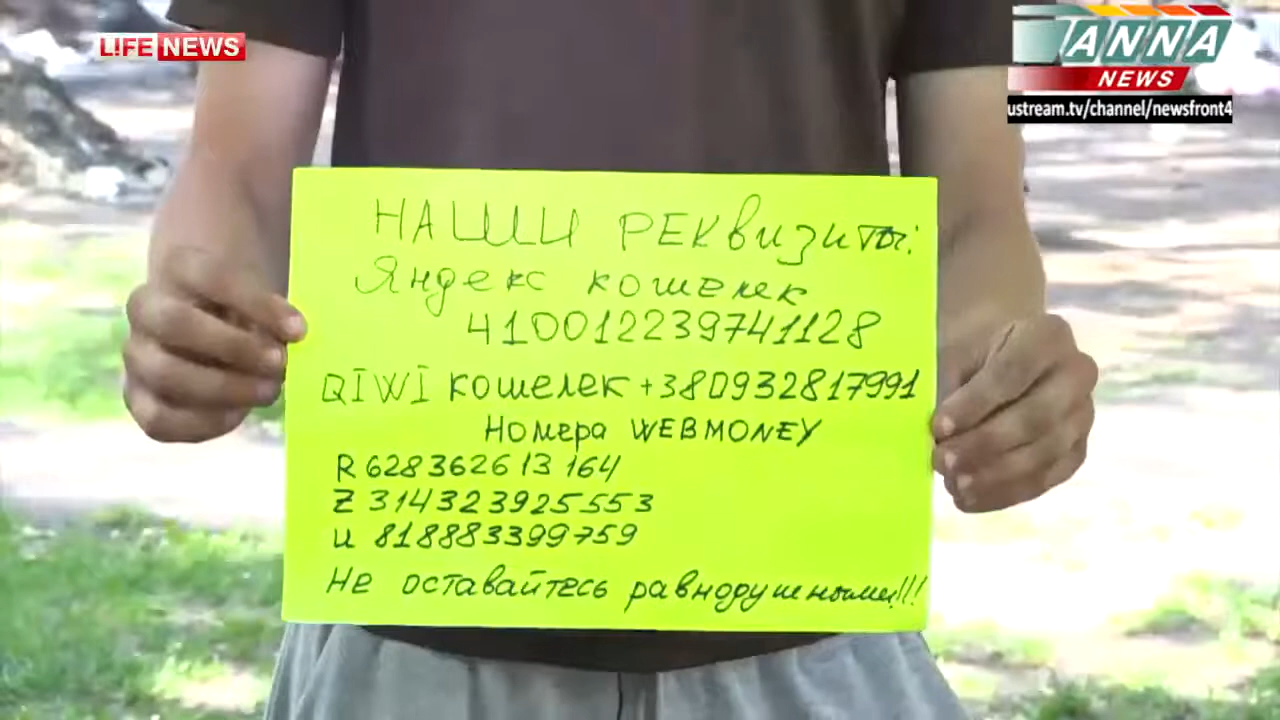 LIFE NEWS
ANNA
NEWS
ustream.tv/channel/newsfront4
НАШИ РЕКвизиты:
Яндекс кошелек
410012239741128
QIWI кошелек +380932817991
Номера WEBMONEY
R 628362613164
Z 314323925553
U 818883399759
Не оставайтесь равнодушными!!!